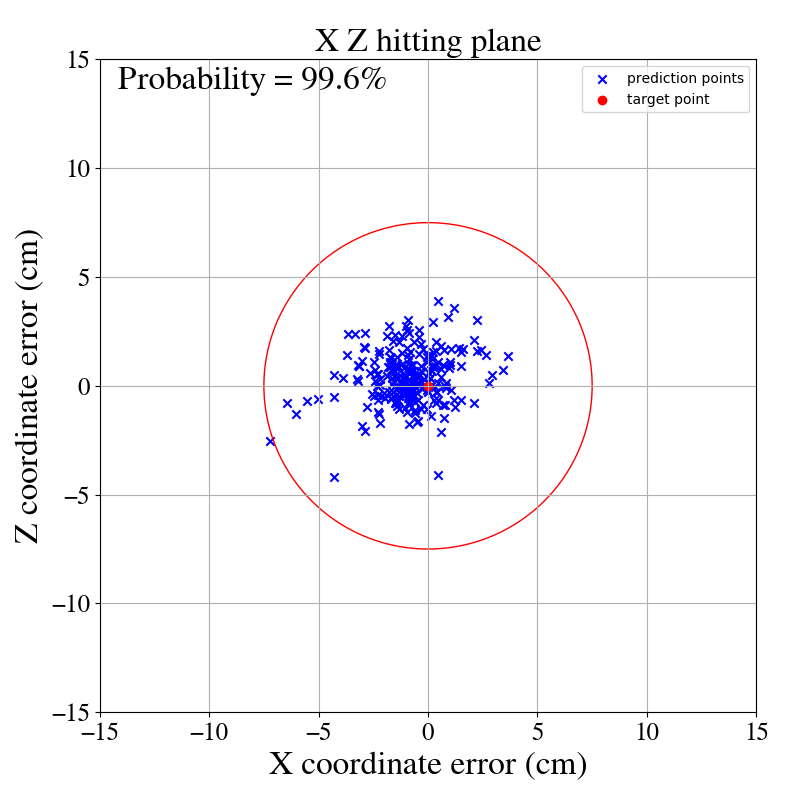 X Z hitting plane
Probability = 99.6%
prediction points
target point
15
10
5
0
−5
−10
−15
Z coordinate error (cm)
−15 −10 −5 0 5 10 15
X coordinate error (cm)